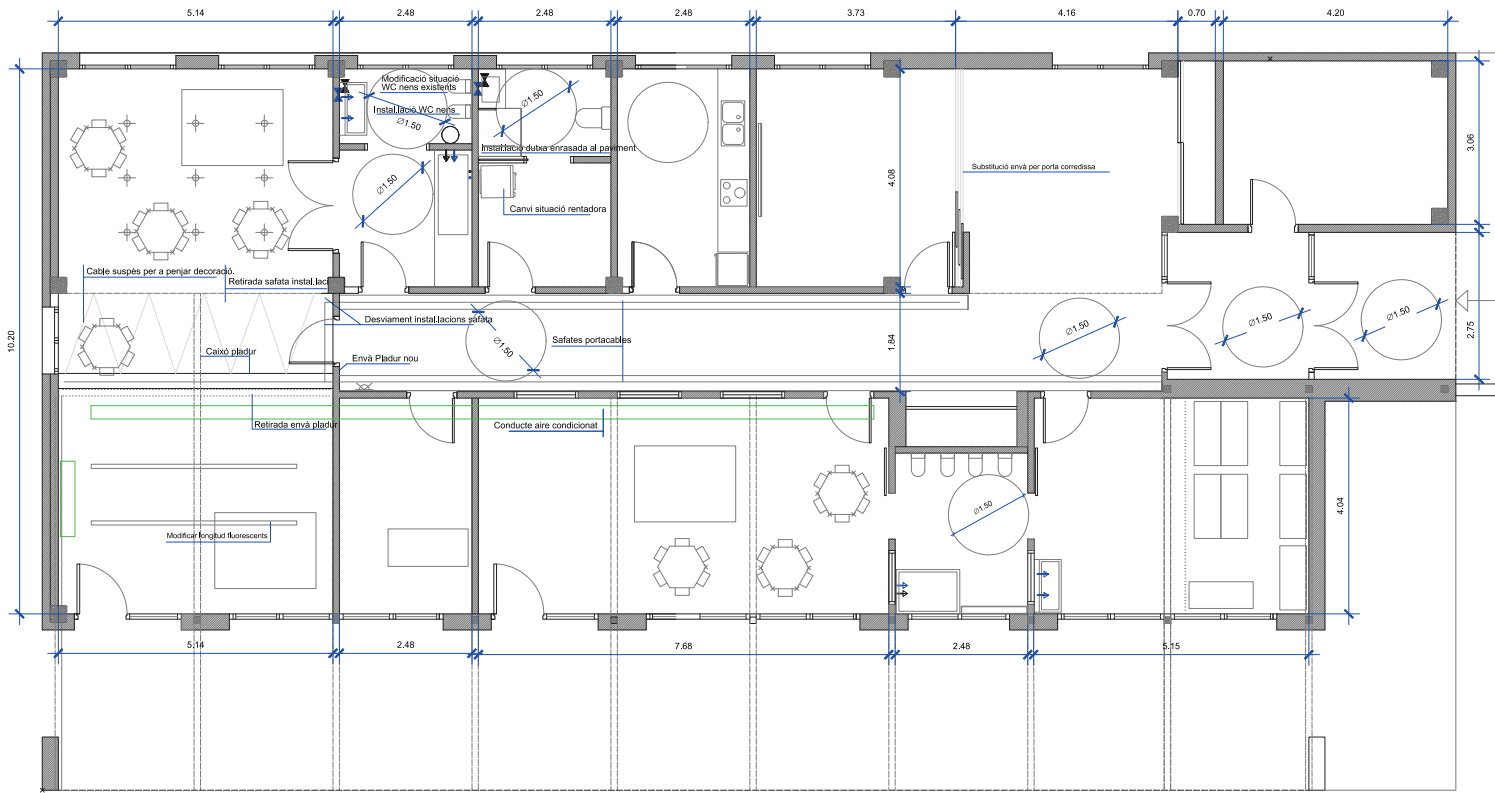 5.14
2.48
2.48
2.48
3.73
4.16
0.70
4.20
Modificació situació
WC nens existents
Instal.lació WC nens
Ø1.50
Ø1.50
Instal.lació dutxa enrasada al paviment
Ø1.50
Canvi situació rentadora
4.08
Substitució envà per porta corredissa
3.06
Cable suspès per a penjar decoració.
Retirada safata instal.laci
Desviament instal.lacions safata
Caixó pladur
Envà Pladur nou
Ø1.50
Safates portacables
1.84
Ø1.50
Ø1.50
Ø1.50
2.75
10.20
Retirada envà pladur
Conducte aire condicionat
Modificar longitud fluorescents
Ø1.50
4.04
5.14
2.48
7.68
2.48
5.15